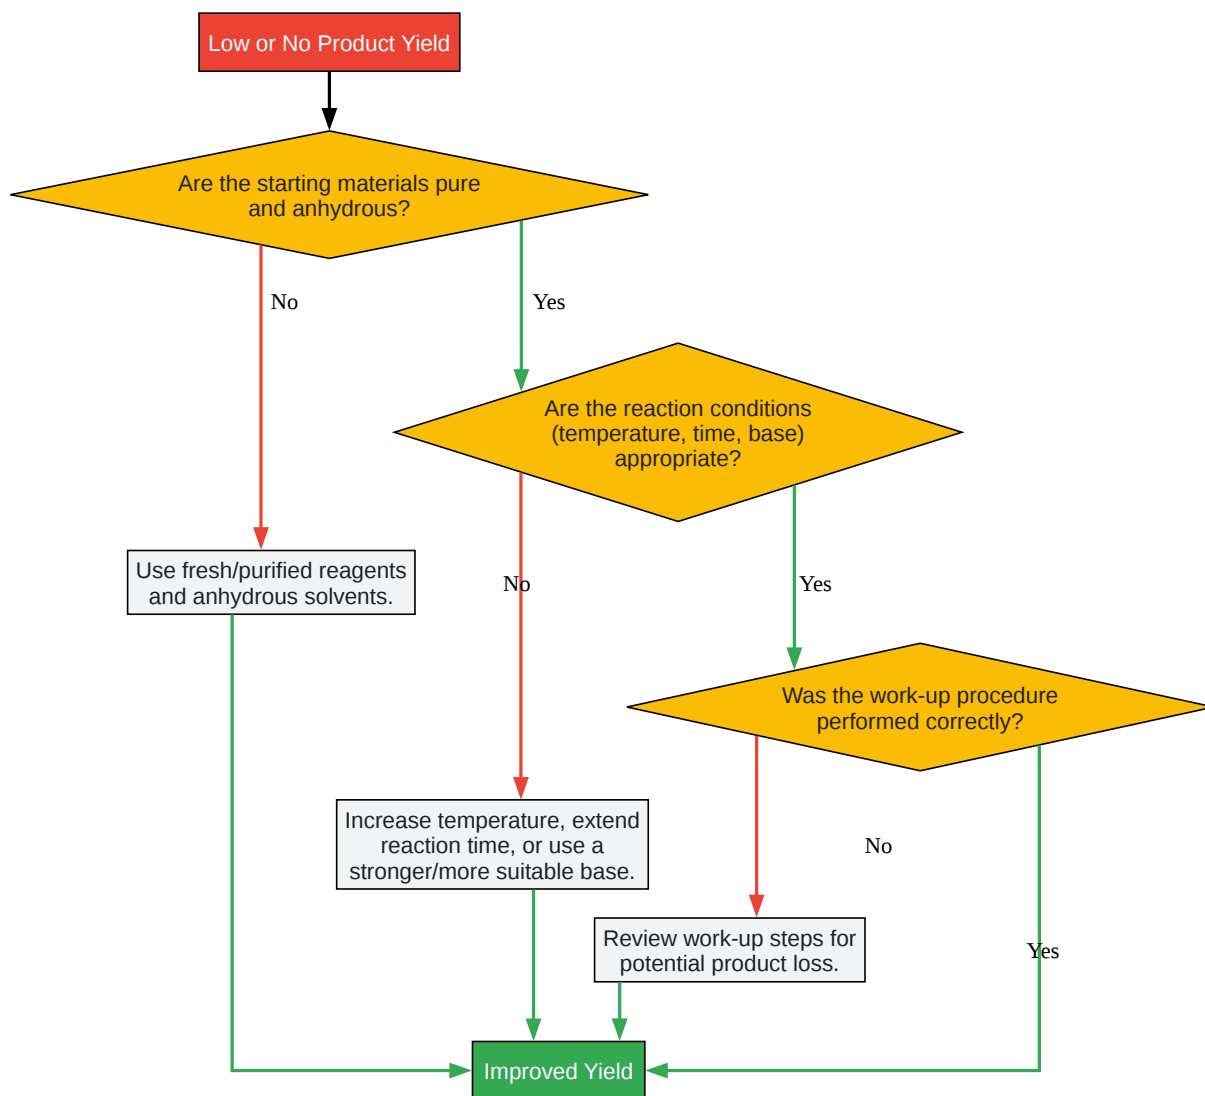 Low or No Product Yield
Are the starting materials pure
and anhydrous?
No
Yes
Are the reaction conditions
(temperature, time, base)
appropriate?
Use fresh/purified reagents
and anhydrous solvents.
No
Yes
Was the work-up procedure
performed correctly?
Increase temperature, extend
reaction time, or use a
stronger/more suitable base.
No
Review work-up steps for
potential product loss.
Yes
Improved Yield